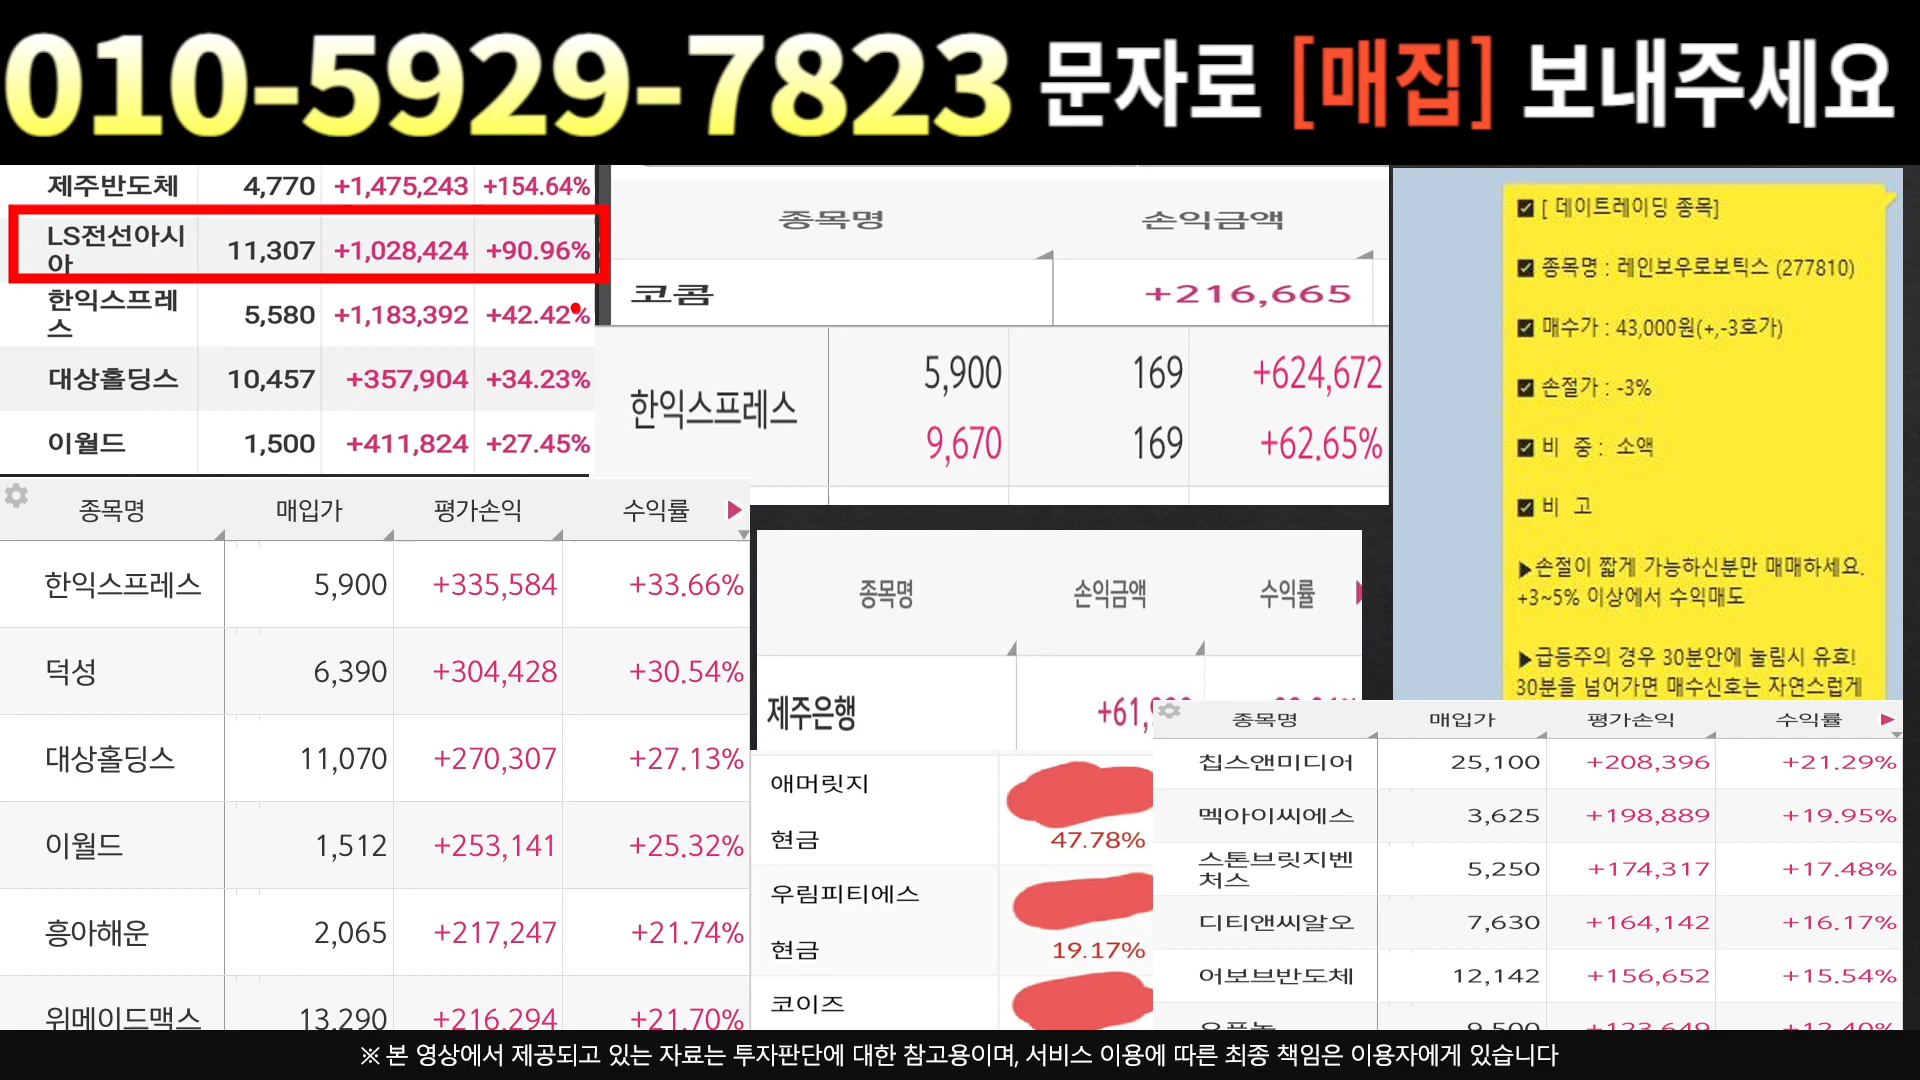 010-5929-7823 문자로 [매집] 보내주세요
제주반도체 4,770 +1,475,243 +154.64%
LS전선아시
아 11,307 +1,028,424 +90.96%
한익스프레
스 5,580 +1,183,392 +42.42%
대상홀딩스 10,457 +357,904 +34.23%
이월드 1,500 +411,824 +27.45%
종목명 손익금액
코콤 +216,665
한익스프레스
5,900 169 +624,672
9,670 169 +62.65%
☑ [ 데이트레이딩 종목]
☑ 종목명 : 레인보우로보틱스 (277810)
☑ 매수가 : 43,000원(+,-3호가)
☑ 손절가 : -3%
☑ 비 중 : 소액
☑ 비 고
▶손절이 짧게 가능하신분만 매매하세요.
+3~5% 이상에서 수익매도
▶급등주의 경우 30분안에 눌림시 유효!
30분을 넘어가면 매수신호는 자연스럽게
종목명 매입가 평가손익 수익률
한익스프레스 5,900 +335,584 +33.66%
덕성 6,390 +304,428 +30.54%
대상홀딩스 11,070 +270,307 +27.13%
이월드 1,512 +253,141 +25.32%
흥아해운 2,065 +217,247 +21.74%
위메이드맥스 13,290 +216,294 +21.70%
종목명 손익금액 수익률
제주은행
애머릿지
현금 47.78%
우림피티에스
현금 19.17%
코이즈
종목명 매입가 평가손익 수익률
칩스앤미디어 25,100 +208,396 +21.29%
멕아이씨에스 3,625 +198,889 +19.95%
스톤브릿지벤
처스 5,250 +174,317 +17.48%
디티앤씨알오 7,630 +164,142 +16.17%
어보브반도체 12,142 +156,652 +15.54%
※ 본 영상에서 제공되고 있는 자료는 투자판단에 대한 참고용이며, 서비스 이용에 따른 최종 책임은 이용자에게 있습니다